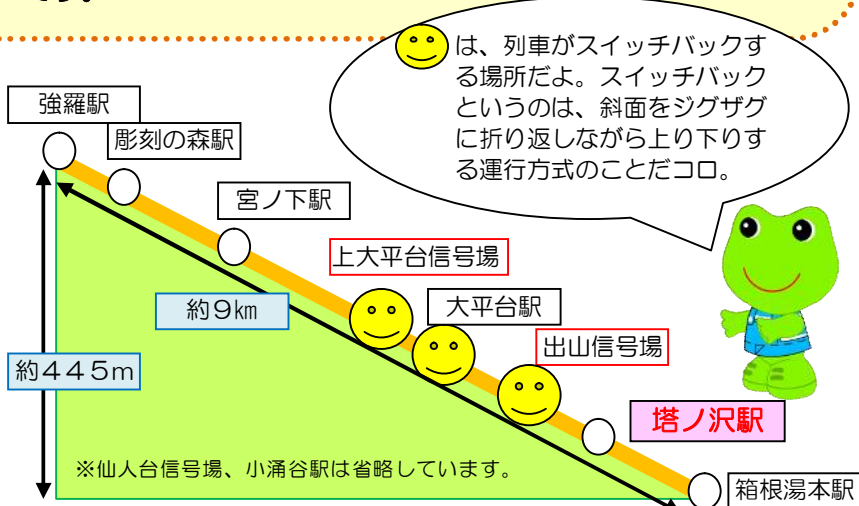 です。
は、列車がスイッチバックす
る場所だよ。スイッチバック
というのは、斜面をジグザグ
に折り返しながら上り下りす
る運行方式のことだコロ。
強羅駅
彫刻の森駅
宮ノ下駅
上大平台信号場
約9㎞
大平台駅
出山信号場
約445m
塔ノ沢駅
※仙人台信号場、小涌谷駅は省略しています。
箱根湯本駅